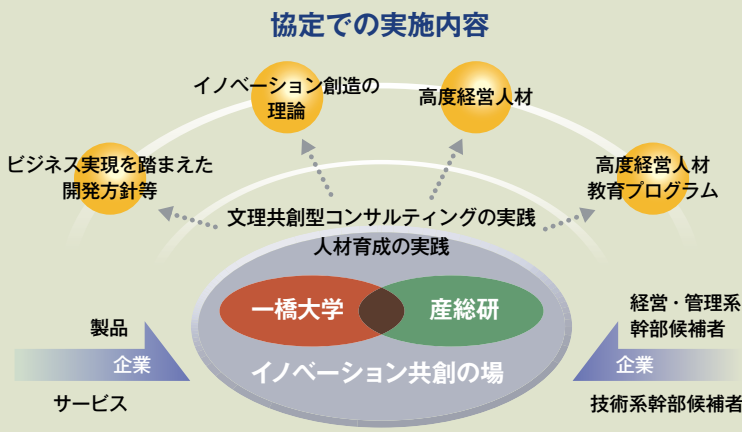 協定での実施内容
イノベーション創造の
理論
高度経営人材
ビジネス実現を踏まえた
開発方針等
高度経営人材
教育プログラム
文理共創型コンサルティングの実践
人材育成の実践
一橋大学
産総研
イノベーション共創の場
製品
企業
サービス
経営・管理系
幹部候補者
企業
技術系幹部候補者